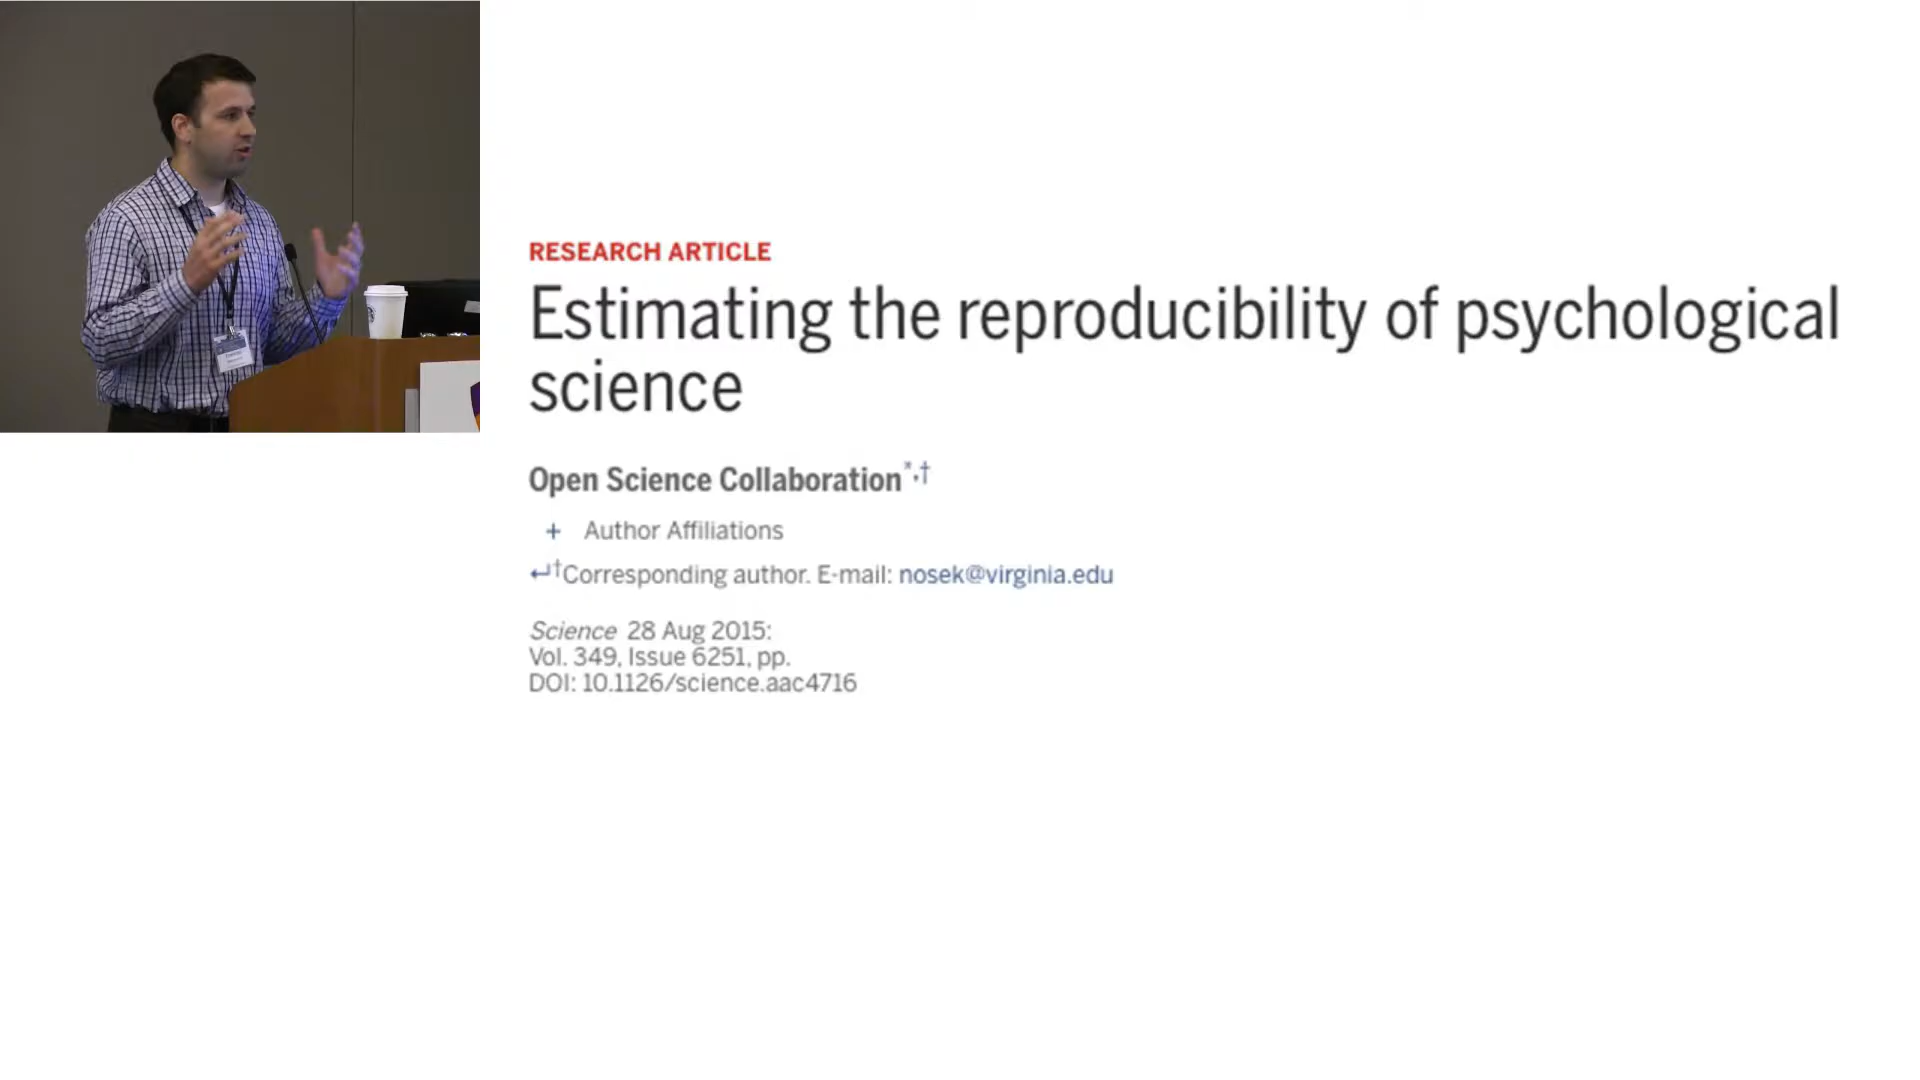 RESEARCH ARTICLE
Estimating the reproducibility of psychological
science
Open Science Collaboration*,†
+ Author Affiliations
↵†Corresponding author. E-mail: nosek@virginia.edu
Science 28 Aug 2015:
Vol. 349, Issue 6251, pp.
DOI: 10.1126/science.aac4716